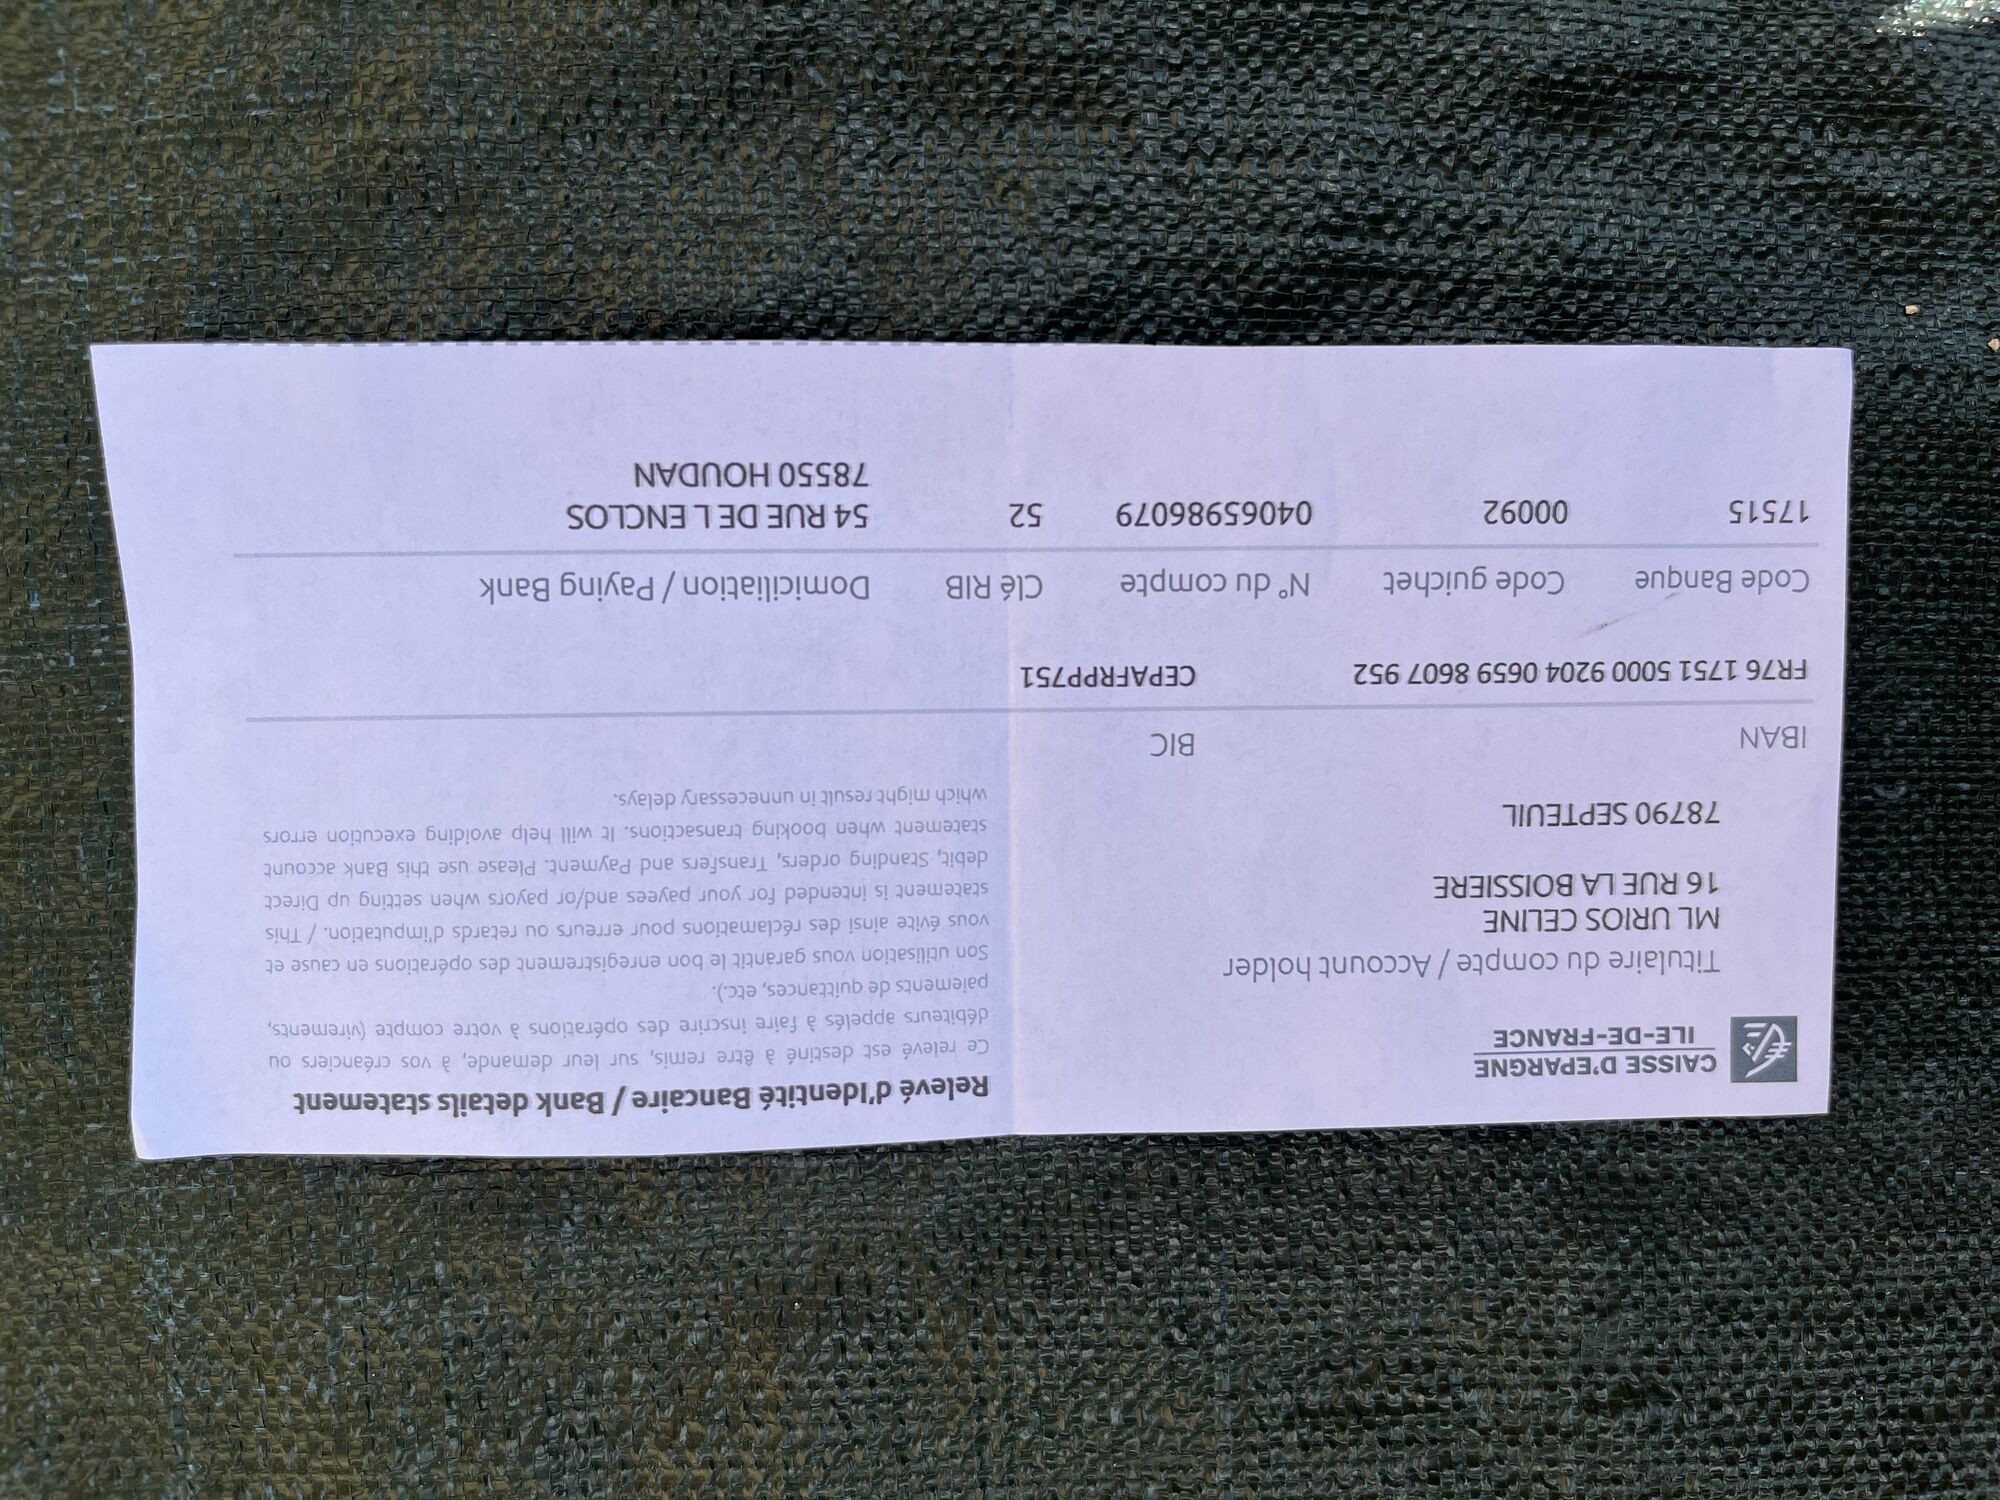 CAISSE D'EPARGNE
ILE-DE-FRANCE
Titulaire du compte / Account holder
ML URIOS CELINE
16 RUE LA BOISSIERE
78790 SEPTEUIL
Relevé d'Identité Bancaire / Bank details statement
Ce relevé est destiné à être remis, sur leur demande, à vos créanciers ou
débiteurs appelés à faire inscrire des opérations à votre compte (virements,
paiements de quittances, etc.).
Son utilisation vous garantit le bon enregistrement des opérations en cause et
vous évite ainsi des réclamations pour erreurs ou retards d'imputation. / This
statement is intended for your payees and/or payors when setting up Direct
debit, Standing orders, Transfers and Payment. Please use this Bank account
statement when booking transactions. It will help avoiding execution errors
which might result in unnecessary delays.
IBAN BIC
FR76 1751 5000 9204 0659 8607 952 CEPAFRPP751
Code Banque Code guichet N° du compte Clé RIB Domiciliation / Paying Bank
17515 00092 04065986079 52 54 RUE DE L ENCLOS
78550 HOUDAN